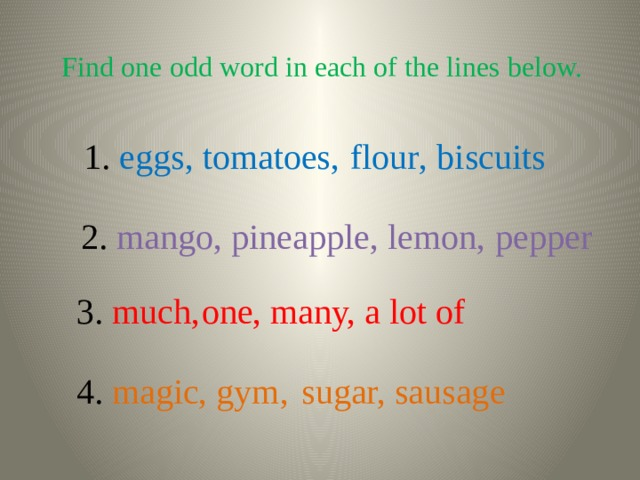 Find one odd word in each of the lines below.
1. eggs, tomatoes, flour, biscuits
2. mango, pineapple, lemon, pepper
3. much,one, many, a lot of
4. magic, gym, sugar, sausage